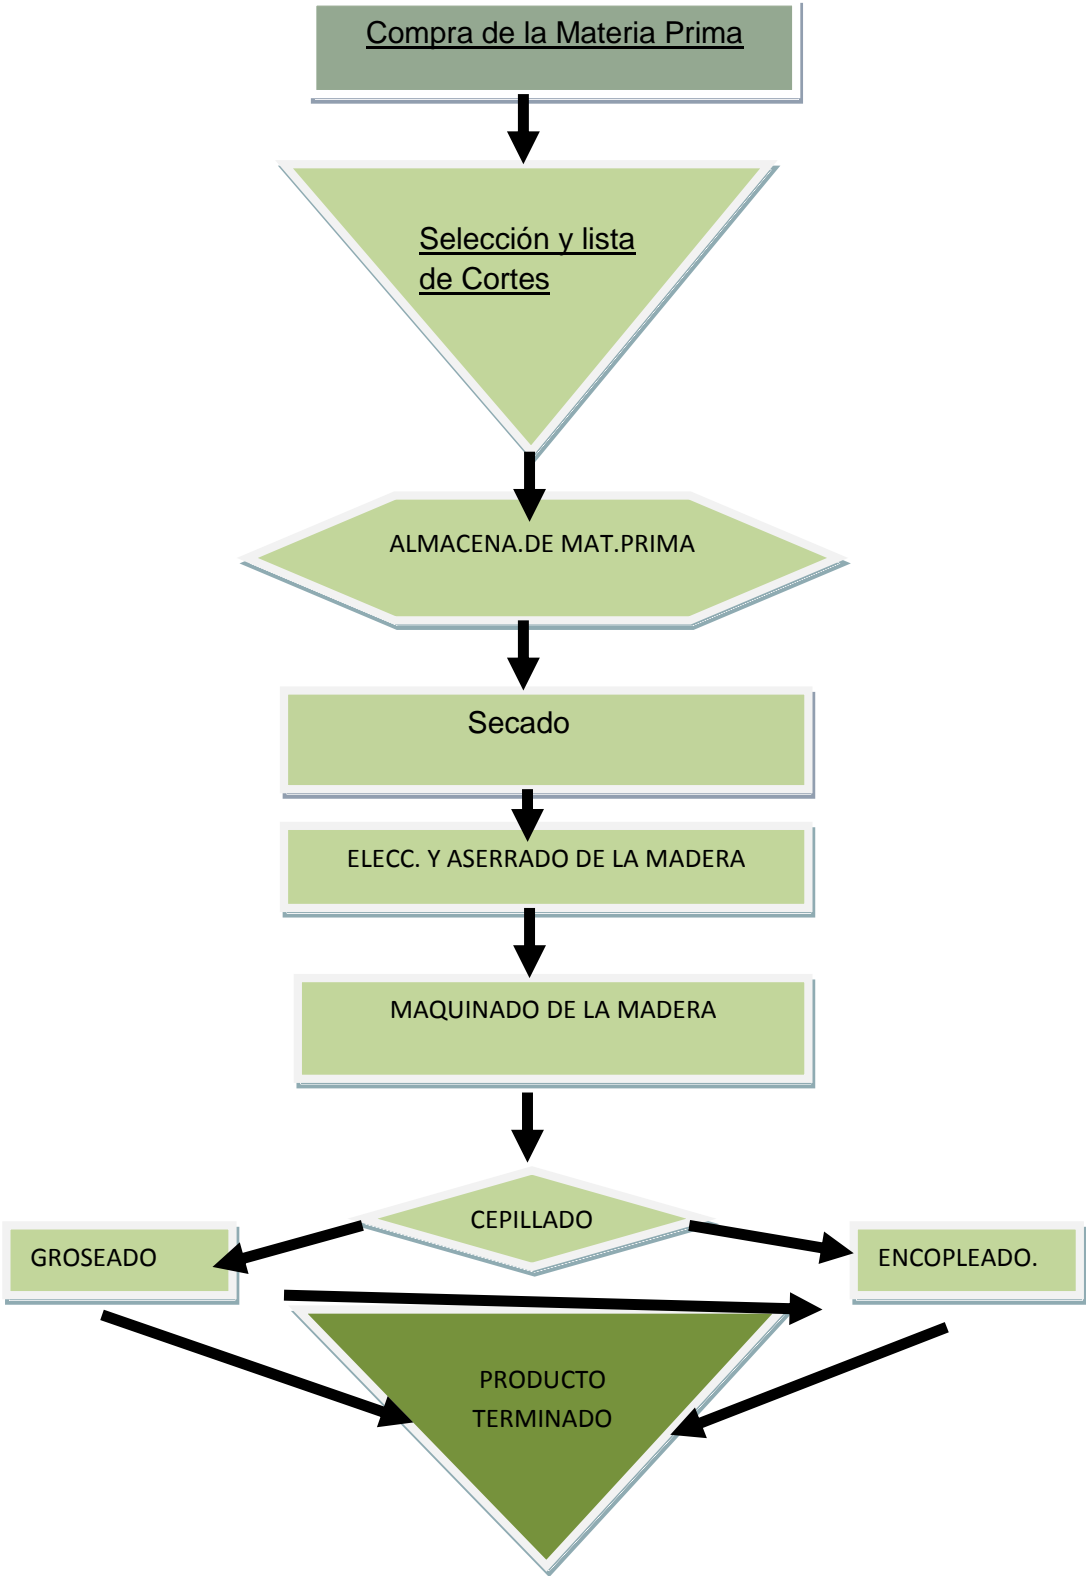 Compra de la Materia Prima
Selección y lista
de Cortes
ALMACENA.DE MAT.PRIMA
Secado
ELECC. Y ASERRADO DE LA MADERA
MAQUINADO DE LA MADERA
CEPILLADO
GROSEADO
ENCOPLEADO.
PRODUCTO
TERMINADO